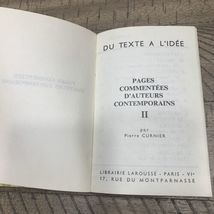 DU TEXTE A L'IDÉE
PAGES
COMMENTÉES
D'AUTEURS
CONTEMPORAINS
II
par
Pierre CURNIER
LIBRAIRIE LAROUSSE - PARIS - VIe
17, RUE DU MONTPARNASSE